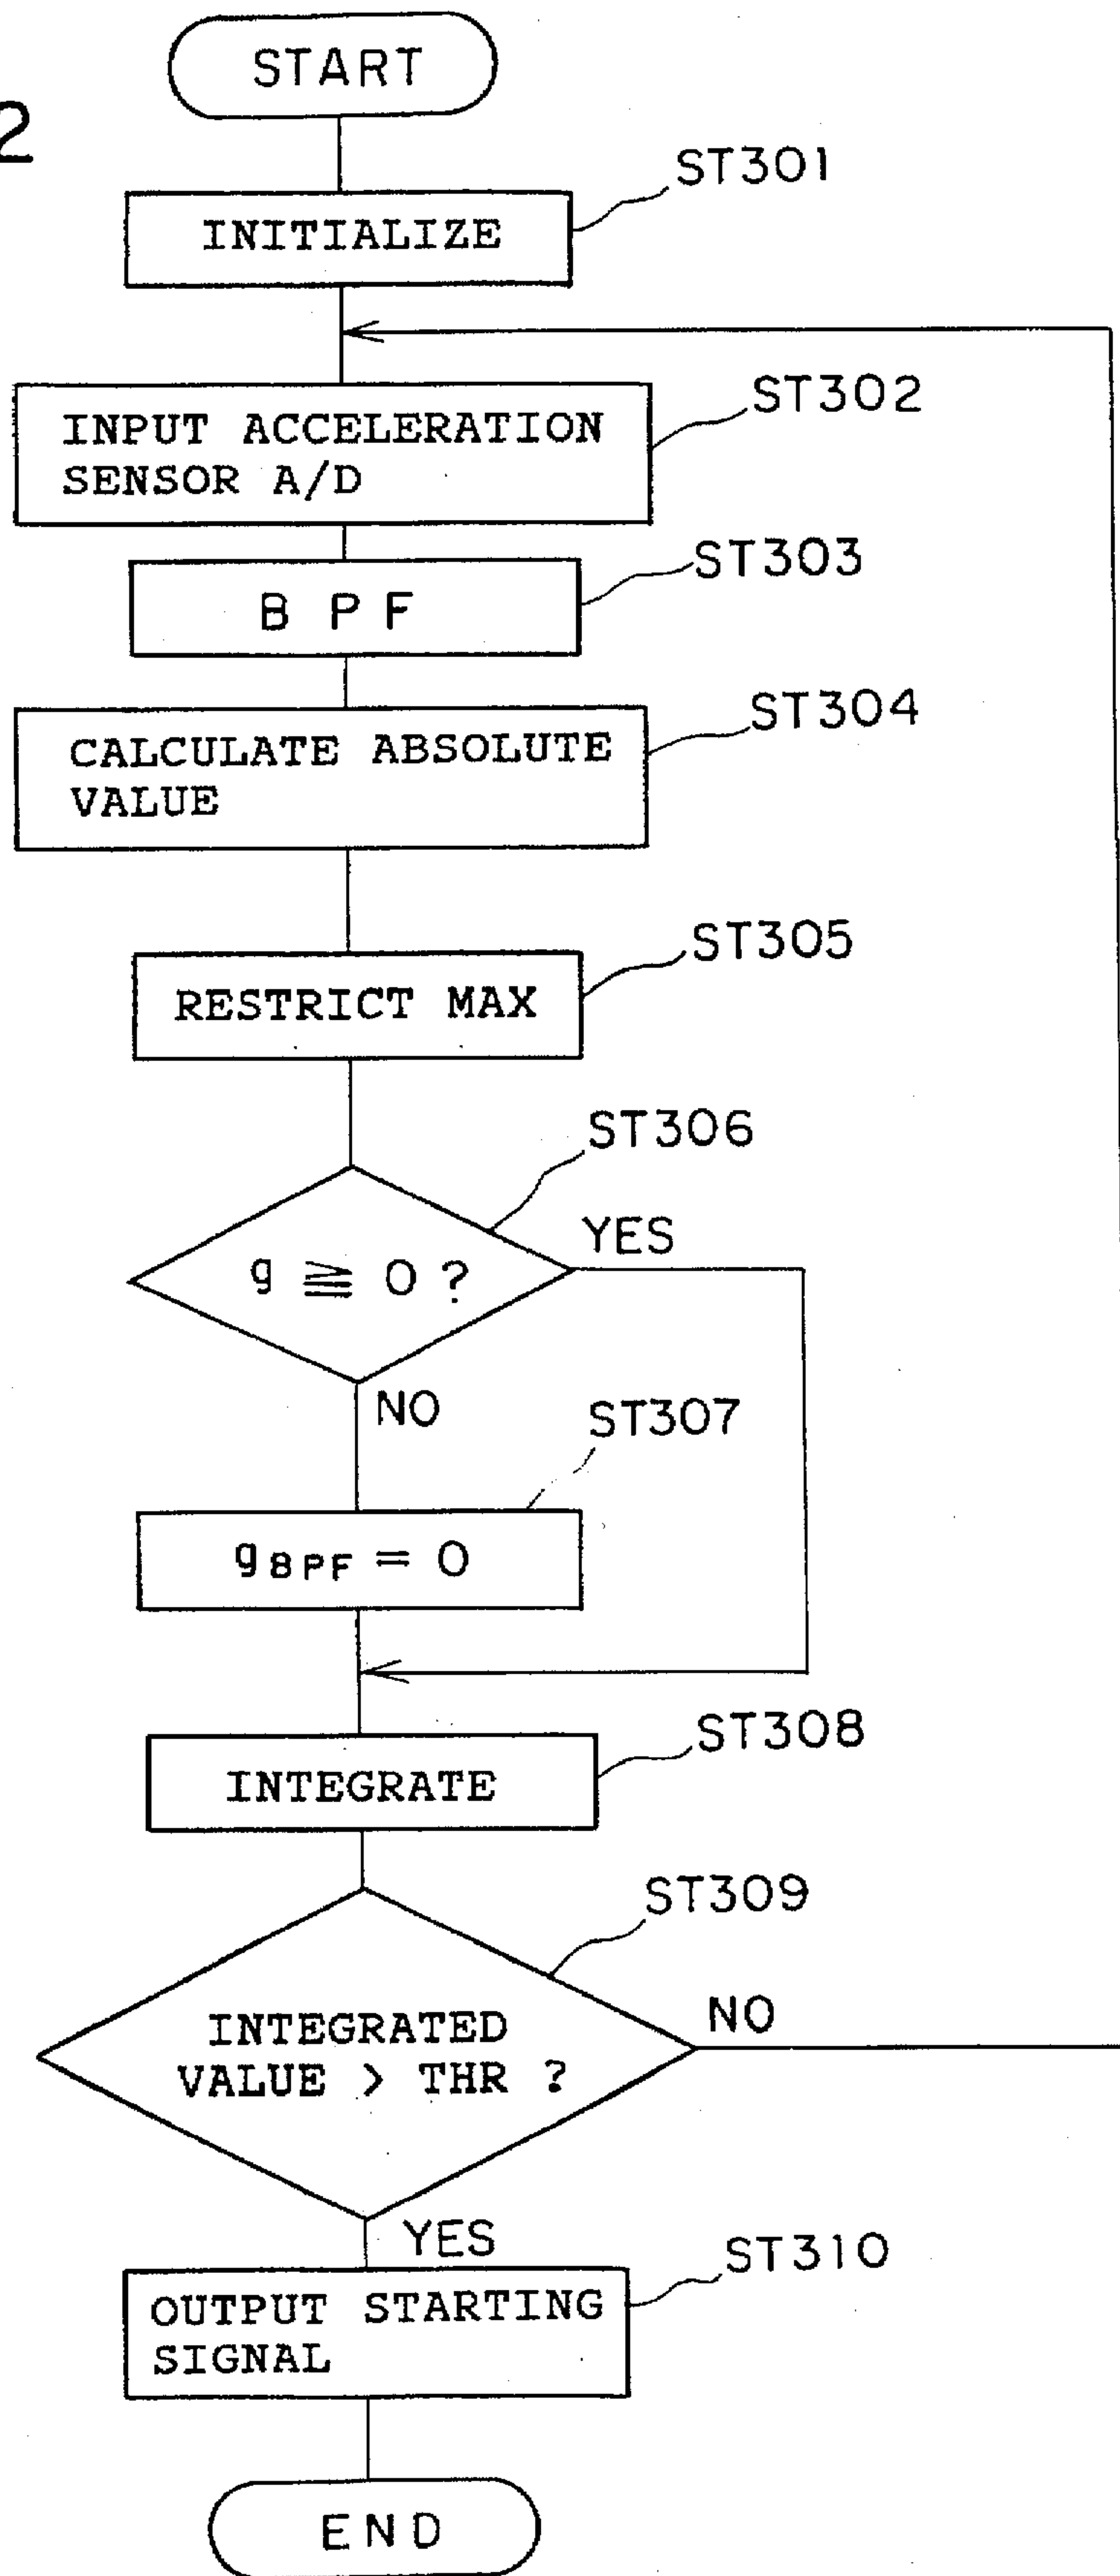 START
2
ST301
INITIALIZE
ST302
INPUT ACCELERATION
SENSOR A/D
ST303
B P F
ST304
CALCULATE ABSOLUTE
VALUE
ST305
RESTRICT MAX
ST306
YES
g ≧ 0 ?
NO
ST307
gBPF = 0
ST308
INTEGRATE
ST309
NO
INTEGRATED
VALUE > THR ?
YES
ST310
OUTPUT STARTING
SIGNAL
END